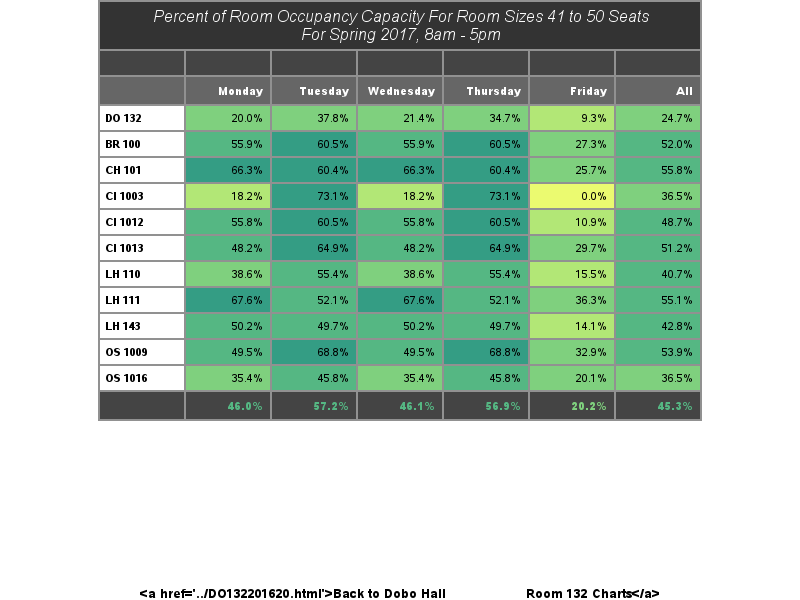 Percent of Room Occupancy Capacity For Room Sizes 41 to 50 Seats
For Spring 2017, 8am - 5pm
Monday Tuesday Wednesday Thursday Friday All
DO 132 20.0% 37.8% 21.4% 34.7% 9.3% 24.7%
BR 100 55.9% 60.5% 55.9% 60.5% 27.3% 52.0%
CH 101 66.3% 60.4% 66.3% 60.4% 25.7% 55.8%
CI 1003 18.2% 73.1% 18.2% 73.1% 0.0% 36.5%
CI 1012 55.8% 60.5% 55.8% 60.5% 10.9% 48.7%
CI 1013 48.2% 64.9% 48.2% 64.9% 29.7% 51.2%
LH 110 38.6% 55.4% 38.6% 55.4% 15.5% 40.7%
LH 111 67.6% 52.1% 67.6% 52.1% 36.3% 55.1%
LH 143 50.2% 49.7% 50.2% 49.7% 14.1% 42.8%
OS 1009 49.5% 68.8% 49.5% 68.8% 32.9% 53.9%
OS 1016 35.4% 45.8% 35.4% 45.8% 20.1% 36.5%
46.0% 57.2% 46.1% 56.9% 20.2% 45.3%
<a href='../DO132201620.html'>Back to Dobo Hall Room 132 Charts</a>